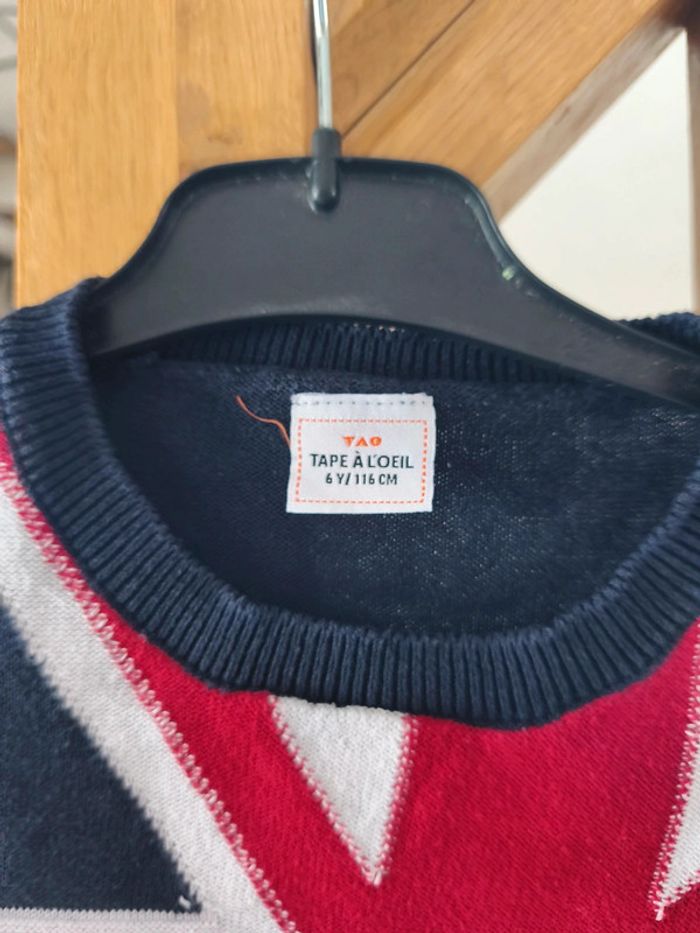 TAO
TAPE À L'OEIL
6 Y/116 CM